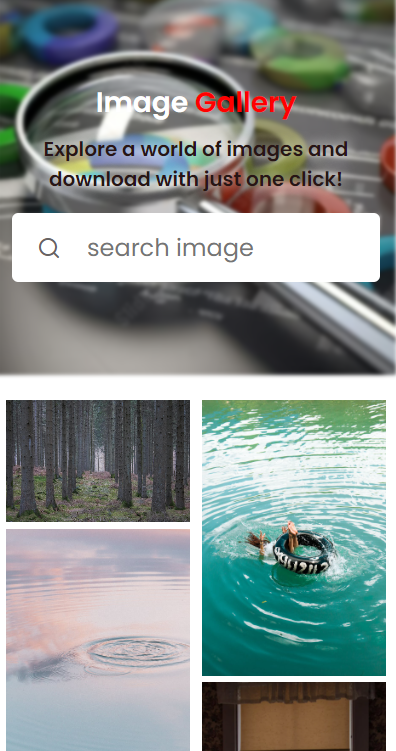 Image Gallery
Explore a world of images and
download with just one click!
search image